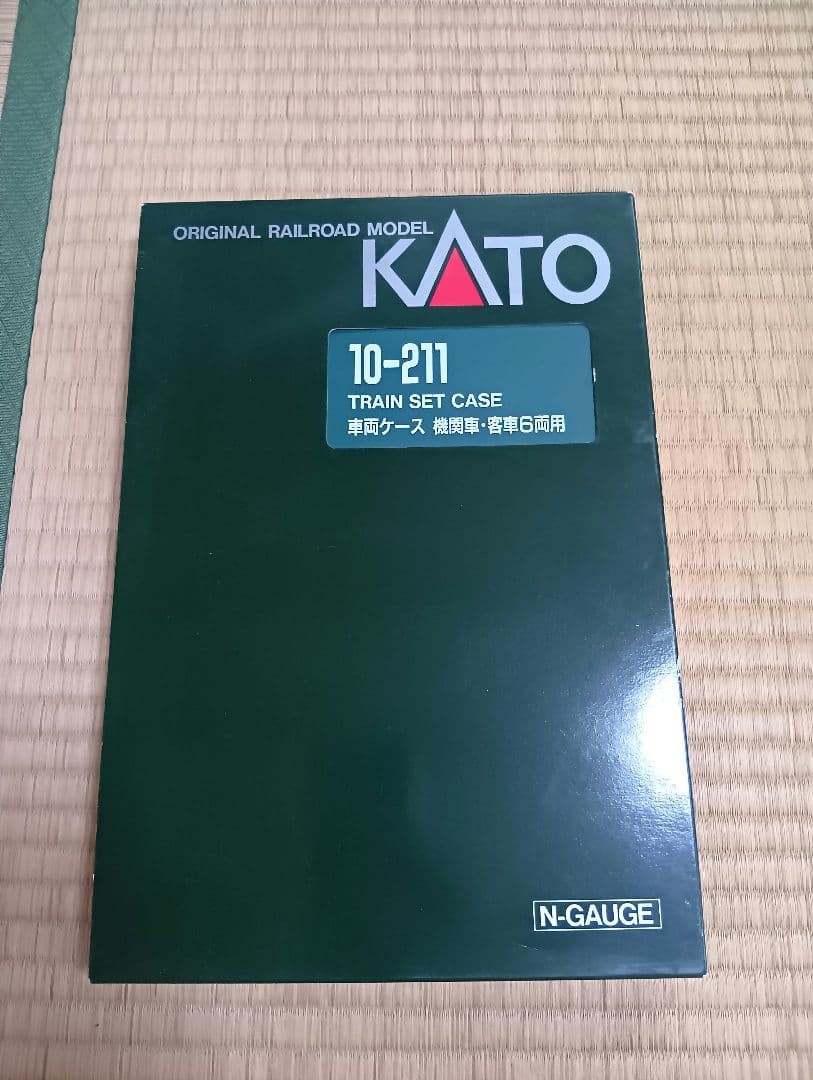 ORIGINAL RAILROAD MODEL
KATO
10-211
TRAIN SET CASE
車両ケース 機関車・客車6両用
N-GAUGE